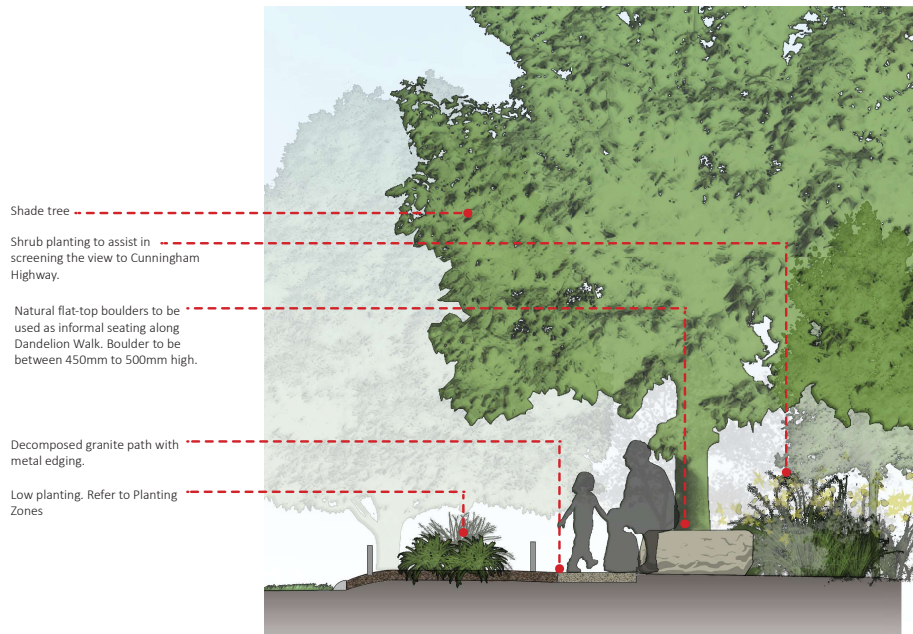 Shade tree
Shrub planting to assist in
screening the view to Cunningham
Highway.
Natural flat-top boulders to be
used as informal seating along
Dandelion Walk. Boulder to be
between 450mm to 500mm high.
Decomposed granite path with
metal edging.
Low planting. Refer to Planting
Zones